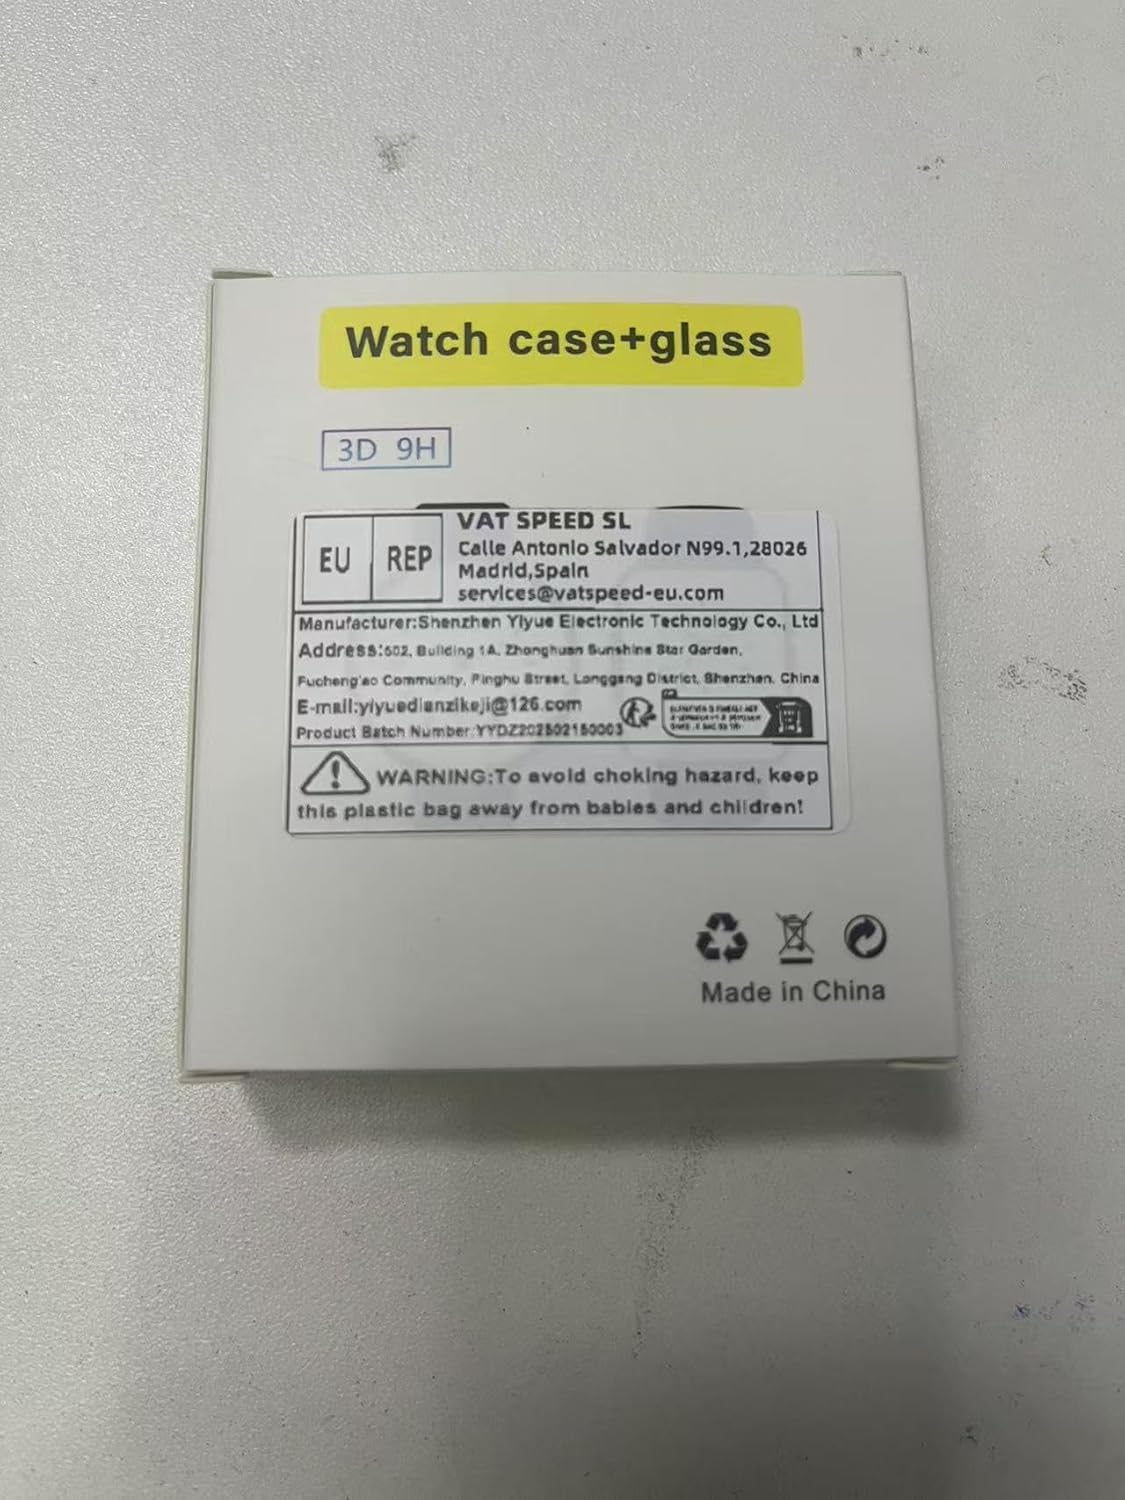 Watch case+glass
3D 9H
EU REP
VAT SPEED SL
Calle Antonio Salvador N99.1,28026
Madrid,Spain
services@vatspeed-eu.com
Manufacturer:Shenzhen Yiyue Electronic Technology Co., Ltd
Address:502, Building 1A, Zhonghuan Sunshine Star Garden,
Fucheng'ao Community, Pinghu Street, Longgang District, Shenzhen, China
E-mail:yiyuedianzikeji@126.com
Product Batch Number:YYDZ202502150003
WARNING:To avoid choking hazard, keep
this plastic bag away from babies and children!
Made in China